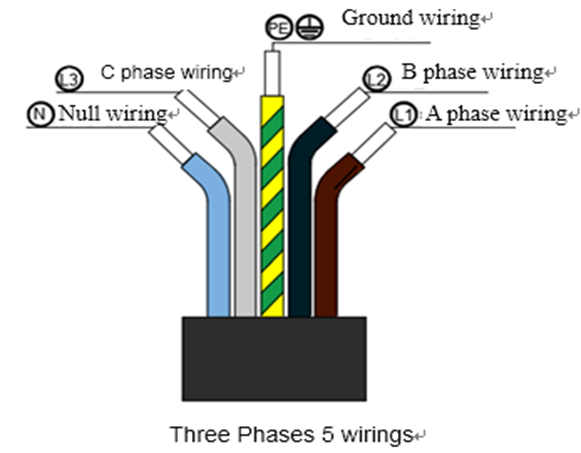 PE Ground wiring↵
L3 C phase wiring↵
L2 B phase wiring↵
N Null wiring↵
L1 A phase wiring↵
Three Phases 5 wirings↵